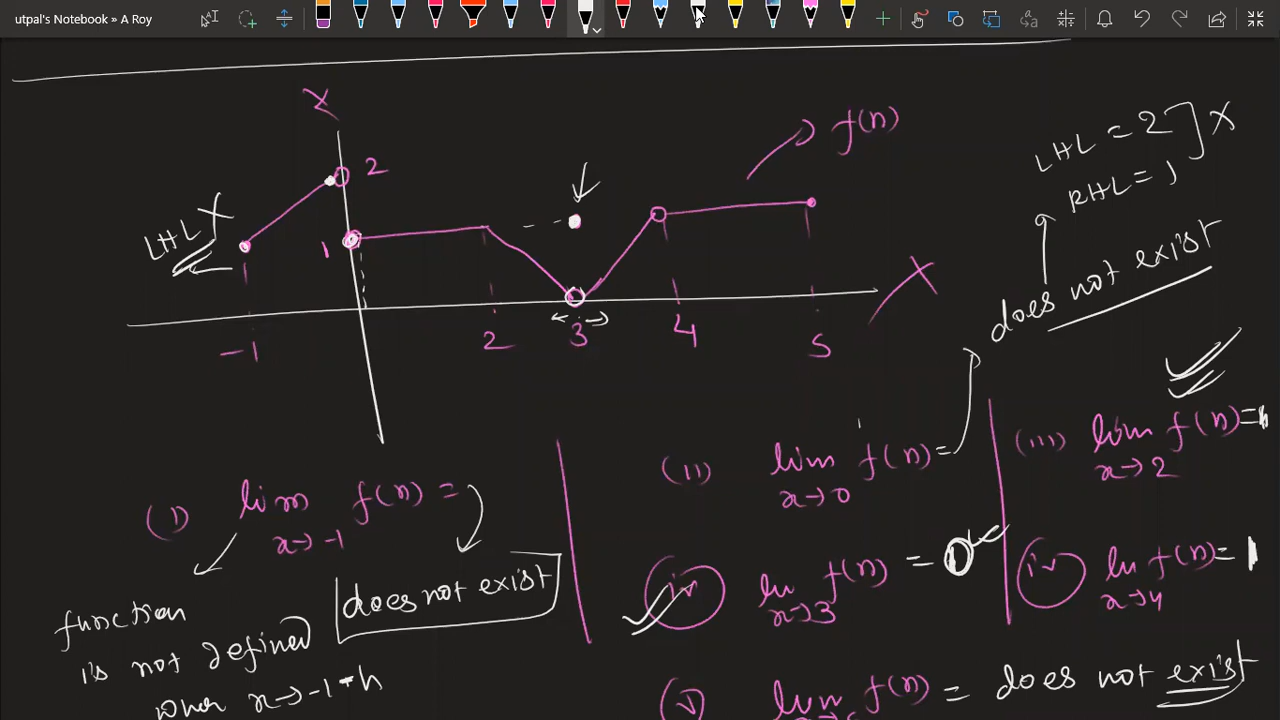 utpal's Notebook » A Roy
Y
f(n)
LHL = 2
RHL = 1
X
2
LHL X
1
X
does not exist
-1
2
3
4
5
(i) lim f(n) =
x→-1
does not exist
function
is not defined
when x→-1-h
(ii) lim f(n) =
x→0
(iii) lim f(n) =
x→2
iv lim f(n) = 0
x→3
iv lim f(n) = 1
x→4
(v) lim f(n) = does not exist